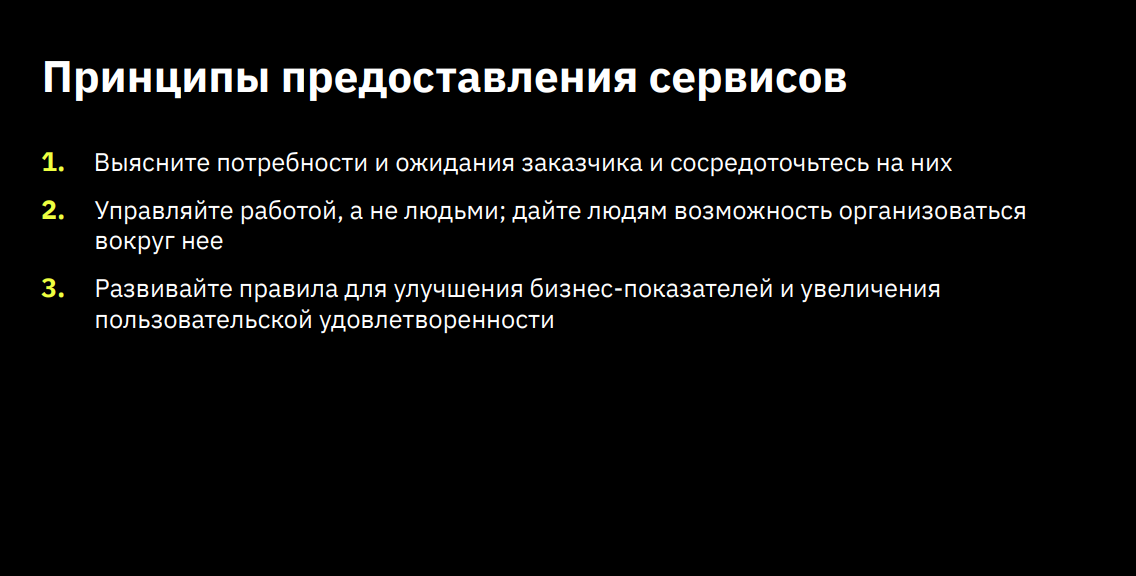 Принципы предоставления сервисов
1. Выясните потребности и ожидания заказчика и сосредоточьтесь на них
2. Управляйте работой, а не людьми; дайте людям возможность организоваться
вокруг нее
3. Развивайте правила для улучшения бизнес-показателей и увеличения
пользовательской удовлетворенности